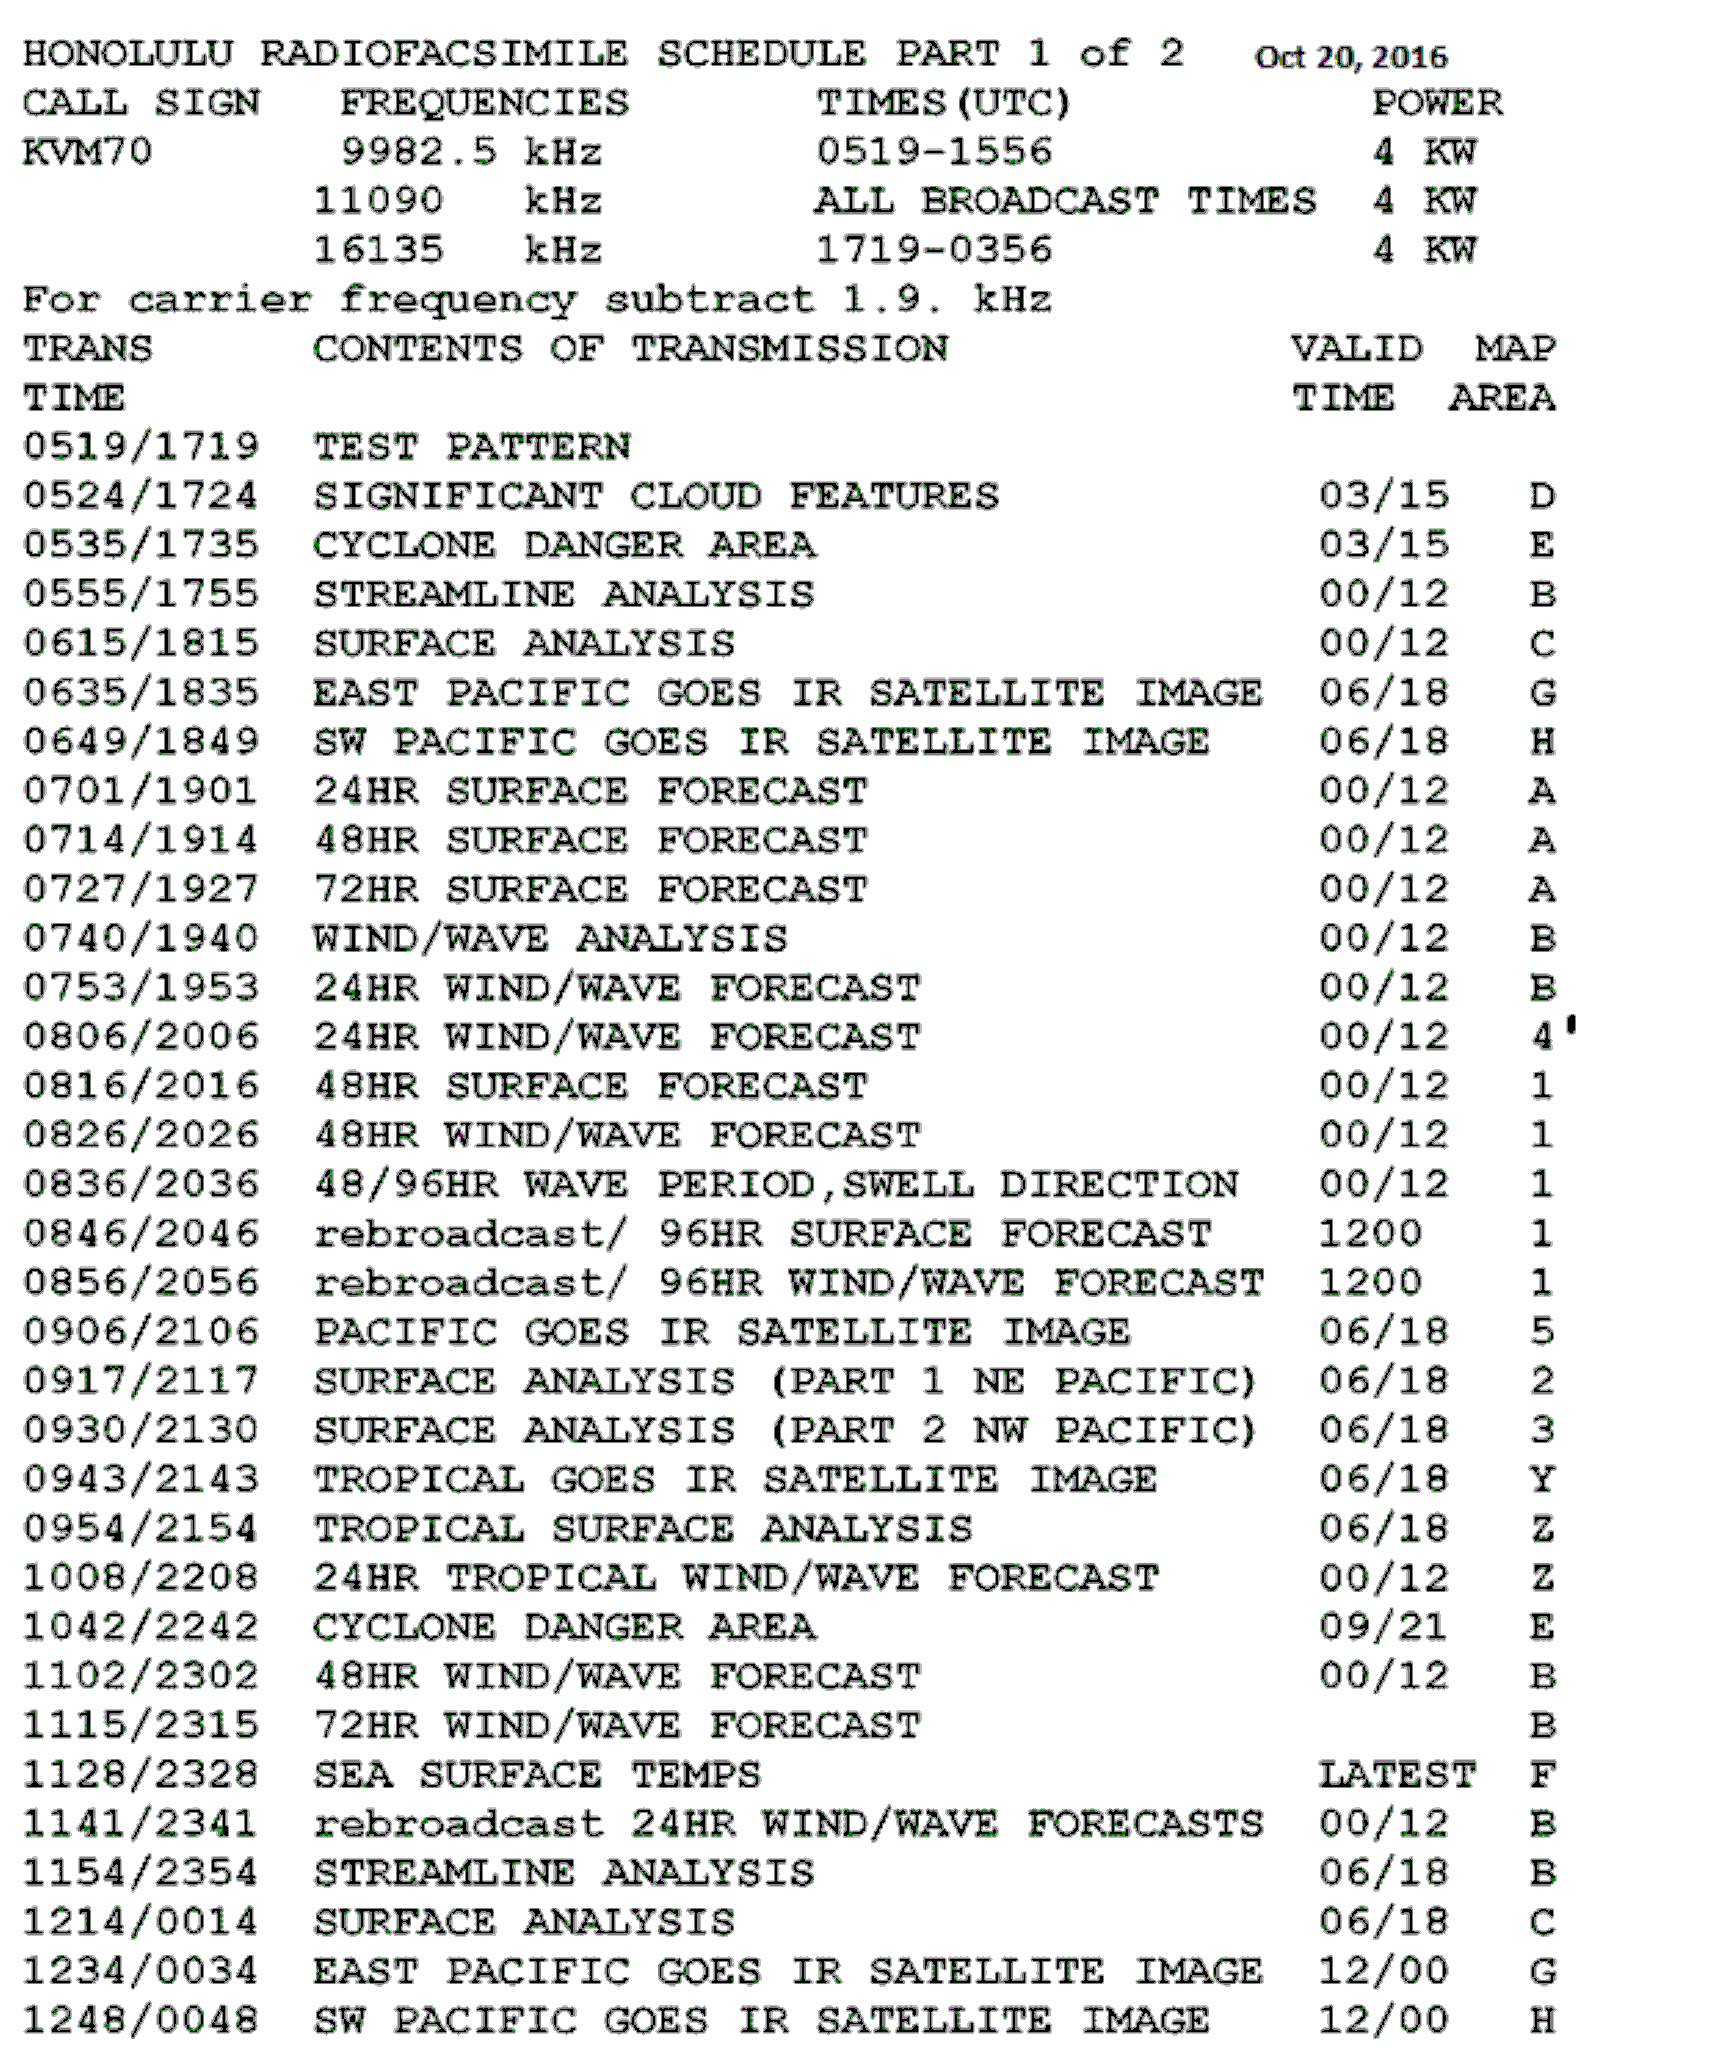 HONOLULU RADIOFACSIMILE SCHEDULE PART 1 of 2 Oct 20, 2016
CALL SIGN FREQUENCIES TIMES(UTC) POWER
KVM70 9982.5 kHz 0519-1556 4 KW
11090 kHz ALL BROADCAST TIMES 4 KW
16135 kHz 1719-0356 4 KW
For carrier frequency subtract 1.9. kHz
TRANS CONTENTS OF TRANSMISSION VALID MAP
TIME TIME AREA
0519/1719 TEST PATTERN
0524/1724 SIGNIFICANT CLOUD FEATURES 03/15 D
0535/1735 CYCLONE DANGER AREA 03/15 E
0555/1755 STREAMLINE ANALYSIS 00/12 B
0615/1815 SURFACE ANALYSIS 00/12 C
0635/1835 EAST PACIFIC GOES IR SATELLITE IMAGE 06/18 G
0649/1849 SW PACIFIC GOES IR SATELLITE IMAGE 06/18 H
0701/1901 24HR SURFACE FORECAST 00/12 A
0714/1914 48HR SURFACE FORECAST 00/12 A
0727/1927 72HR SURFACE FORECAST 00/12 A
0740/1940 WIND/WAVE ANALYSIS 00/12 B
0753/1953 24HR WIND/WAVE FORECAST 00/12 B
0806/2006 24HR WIND/WAVE FORECAST 00/12 4'
0816/2016 48HR SURFACE FORECAST 00/12 1
0826/2026 48HR WIND/WAVE FORECAST 00/12 1
0836/2036 48/96HR WAVE PERIOD,SWELL DIRECTION 00/12 1
0846/2046 rebroadcast/ 96HR SURFACE FORECAST 1200 1
0856/2056 rebroadcast/ 96HR WIND/WAVE FORECAST 1200 1
0906/2106 PACIFIC GOES IR SATELLITE IMAGE 06/18 5
0917/2117 SURFACE ANALYSIS (PART 1 NE PACIFIC) 06/18 2
0930/2130 SURFACE ANALYSIS (PART 2 NW PACIFIC) 06/18 3
0943/2143 TROPICAL GOES IR SATELLITE IMAGE 06/18 Y
0954/2154 TROPICAL SURFACE ANALYSIS 06/18 Z
1008/2208 24HR TROPICAL WIND/WAVE FORECAST 00/12 Z
1042/2242 CYCLONE DANGER AREA 09/21 E
1102/2302 48HR WIND/WAVE FORECAST 00/12 B
1115/2315 72HR WIND/WAVE FORECAST B
1128/2328 SEA SURFACE TEMPS LATEST F
1141/2341 rebroadcast 24HR WIND/WAVE FORECASTS 00/12 B
1154/2354 STREAMLINE ANALYSIS 06/18 B
1214/0014 SURFACE ANALYSIS 06/18 C
1234/0034 EAST PACIFIC GOES IR SATELLITE IMAGE 12/00 G
1248/0048 SW PACIFIC GOES IR SATELLITE IMAGE 12/00 H